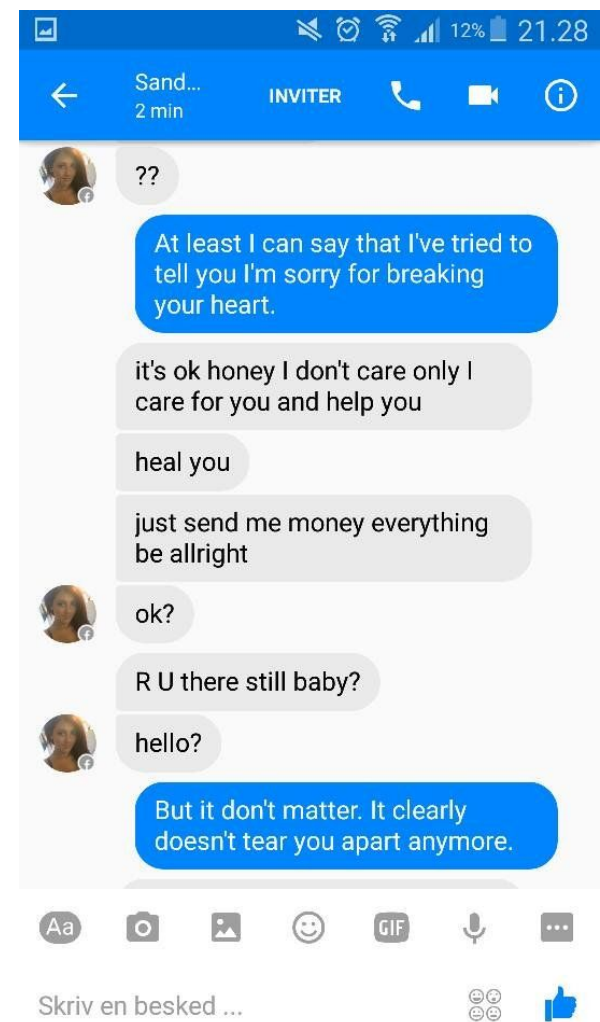 12% 21.28
Sand...
2 min
INVITER
??
At least I can say that I've tried to
tell you I'm sorry for breaking
your heart.
it's ok honey I don't care only I
care for you and help you
heal you
just send me money everything
be allright
ok?
R U there still baby?
hello?
But it don't matter. It clearly
doesn't tear you apart anymore.
Aa
GIF
Skriv en besked ...